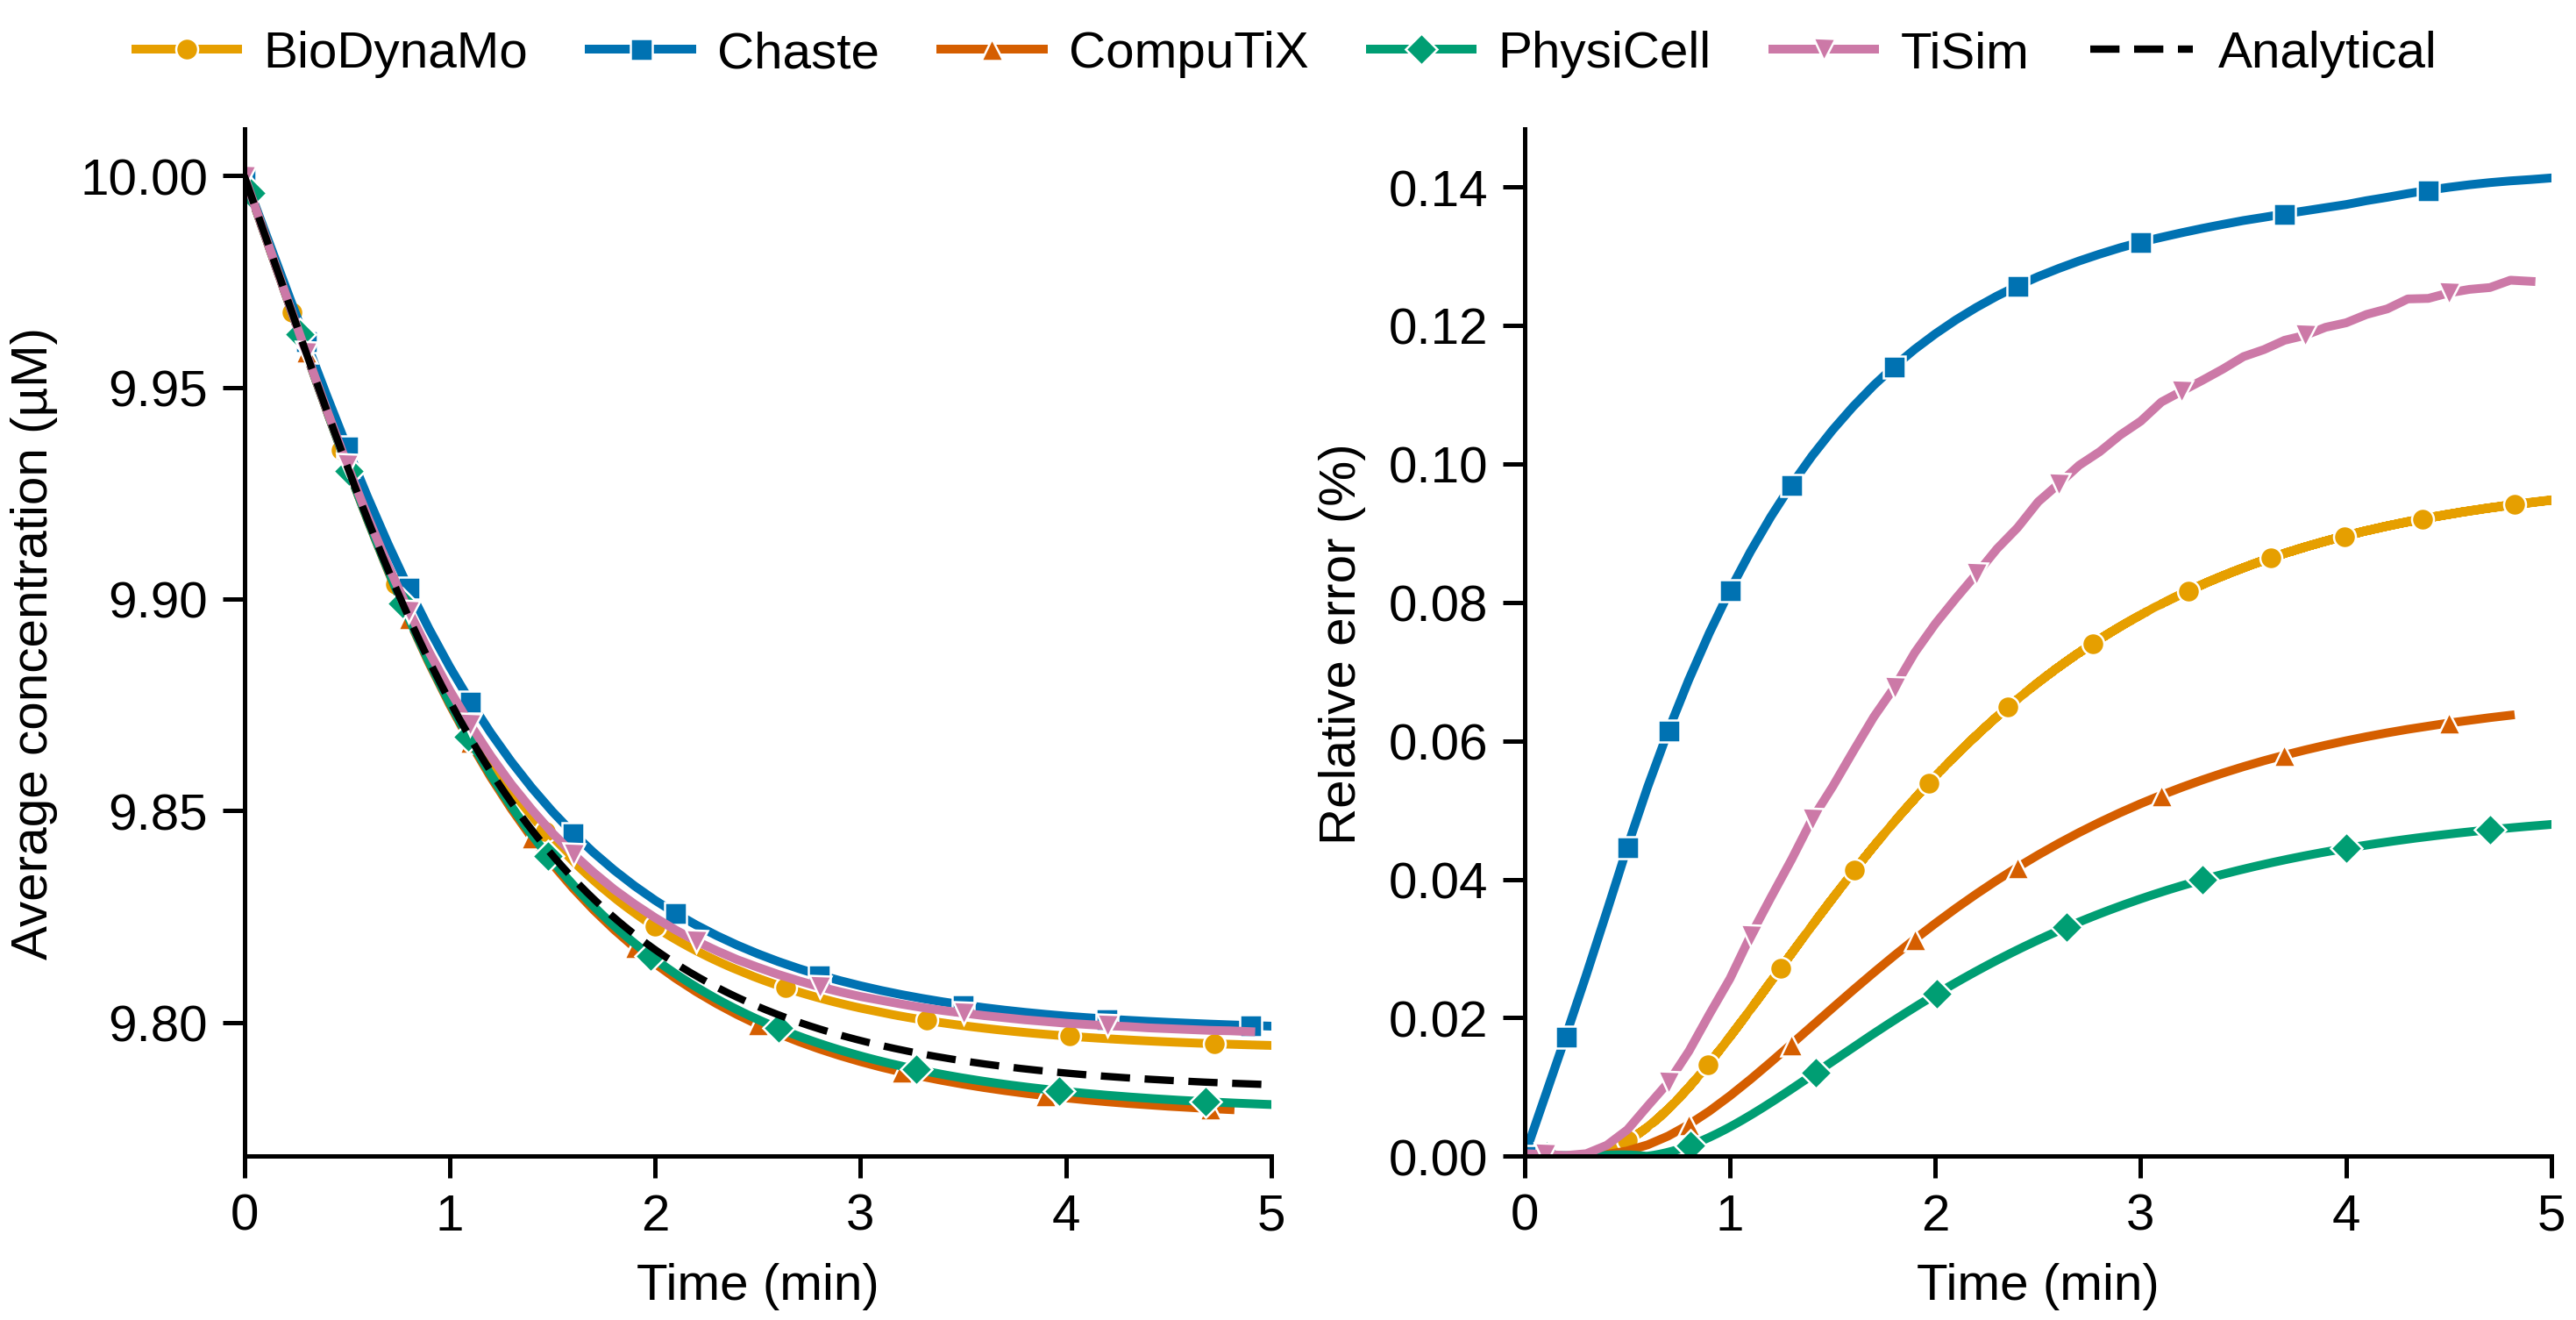 BioDynaMo Chaste CompuTiX PhysiCell TiSim Analytical
Average concentration (µM)
10.00
9.95
9.90
9.85
9.80
0 1 2 3 4 5
Time (min)
Relative error (%)
0.14
0.12
0.10
0.08
0.06
0.04
0.02
0.00
0 1 2 3 4 5
Time (min)